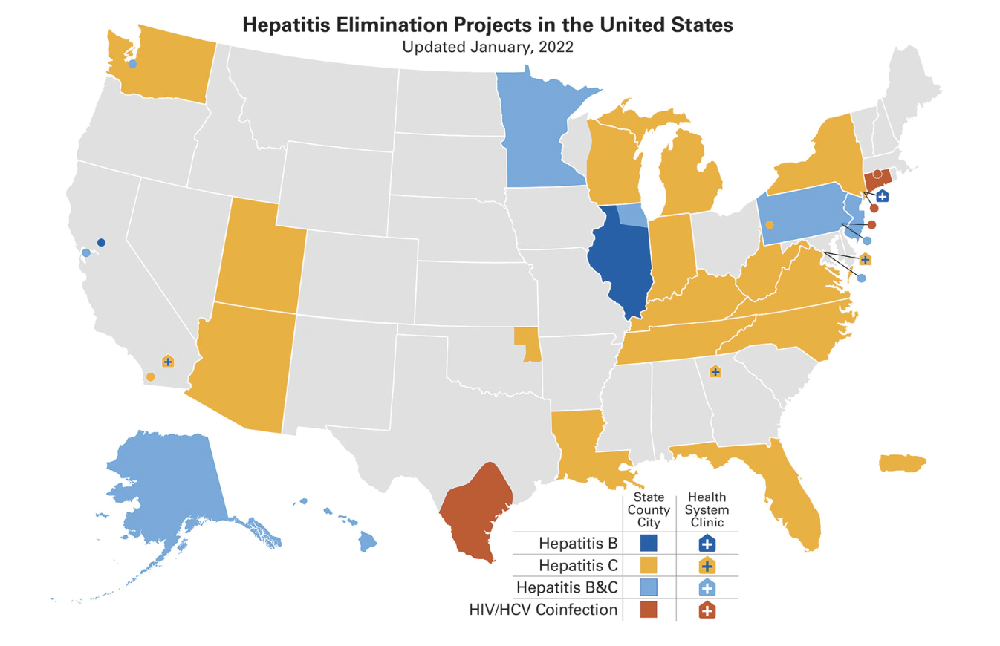 Hepatitis Elimination Projects in the United States
Updated January, 2022
State
County
City
Health
System
Clinic
Hepatitis B
Hepatitis C
Hepatitis B&C
HIV/HCV Coinfection